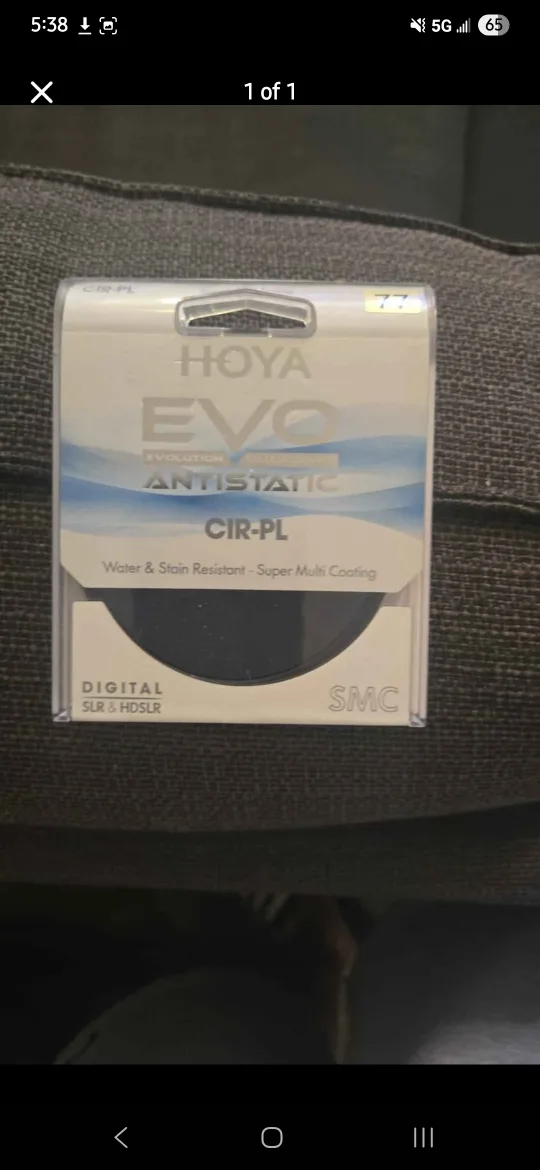 5:38
5G
65
1 of 1
CIR-PL
77
HOYA
EVO
EVOLUTION
ANTISTATIC
CIR-PL
Water & Stain Resistant - Super Multi Coating
DIGITAL
SLR & HDSLR
SMC